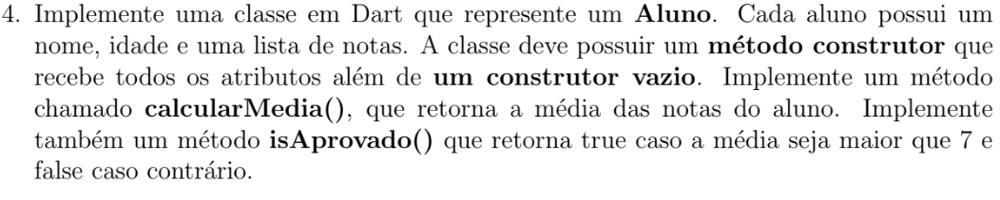 4. Implemente uma classe em Dart que represente um Aluno. Cada aluno possui um
nome, idade e uma lista de notas. A classe deve possuir um método construtor que
recebe todos os atributos além de um construtor vazio. Implemente um método
chamado calcularMedia(), que retorna a média das notas do aluno. Implemente
também um método isAprovado() que retorna true caso a média seja maior que 7 e
false caso contrário.